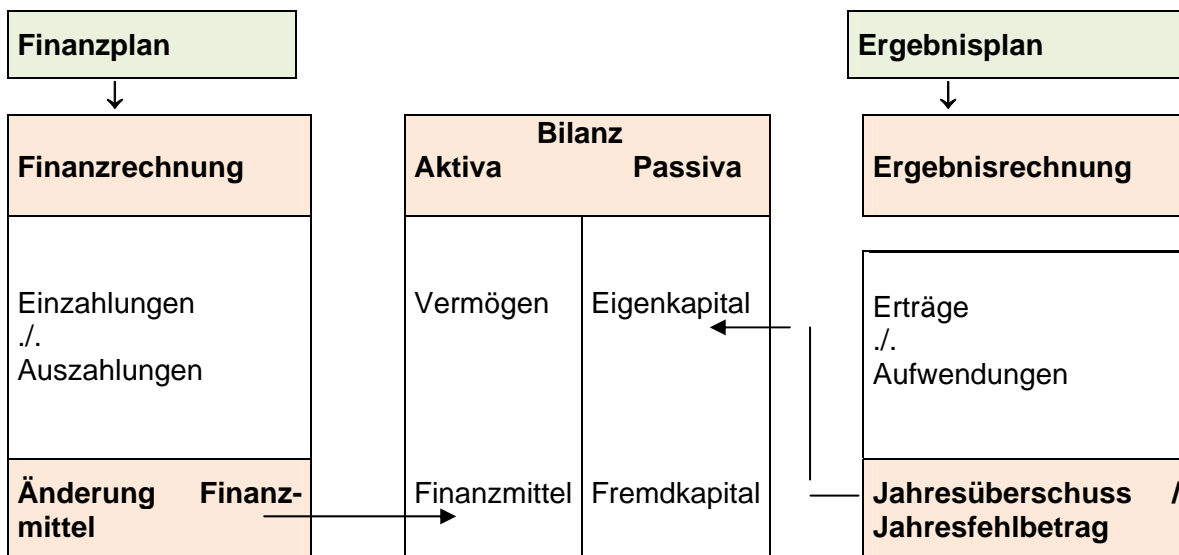 Finanzplan
Ergebnisplan
Finanzrechnung
Bilanz
Aktiva Passiva
Ergebnisrechnung
Einzahlungen
./.
Auszahlungen
Vermögen
Eigenkapital
Erträge
./.
Aufwendungen
Änderung Finanz-
mittel
Finanzmittel
Fremdkapital
Jahresüberschuss /
Jahresfehlbetrag